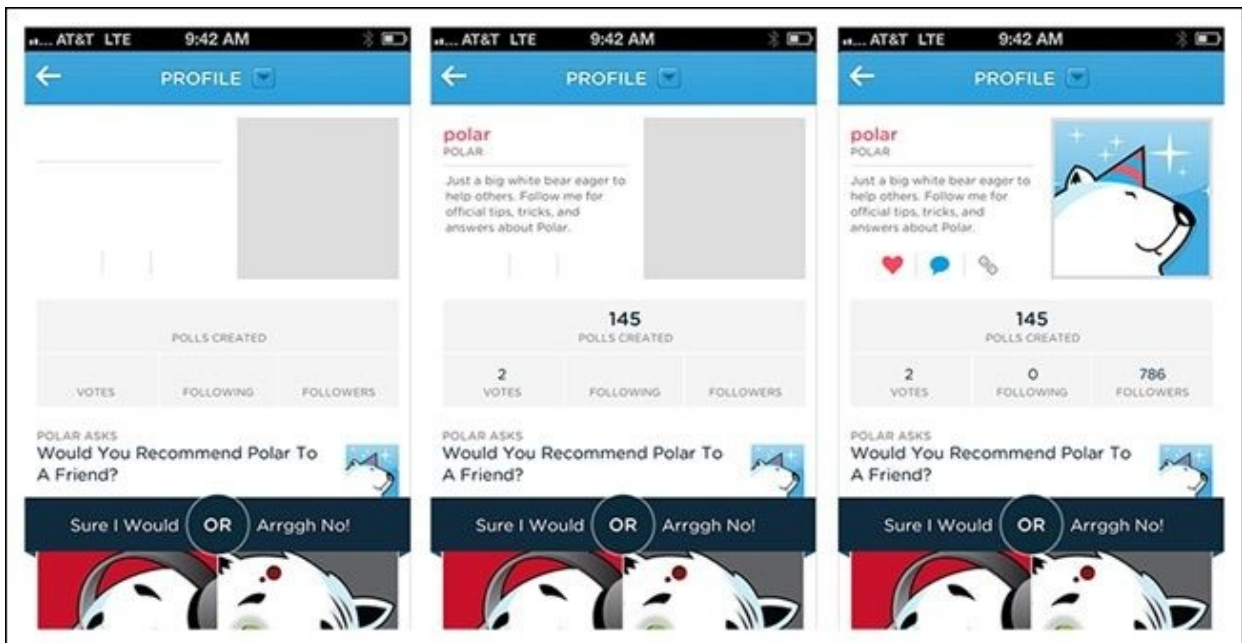 AT&T LTE 9:42 AM
PROFILE
POLLS CREATED
VOTES FOLLOWING FOLLOWERS
POLAR ASKS
Would You Recommend Polar To
A Friend?
Sure I Would OR Arrggh No!
AT&T LTE 9:42 AM
PROFILE
polar
POLAR
Just a big white bear eager to
help others. Follow me for
official tips, tricks, and
answers about Polar.
145
POLLS CREATED
2
VOTES FOLLOWING FOLLOWERS
POLAR ASKS
Would You Recommend Polar To
A Friend?
Sure I Would OR Arrggh No!
AT&T LTE 9:42 AM
PROFILE
polar
POLAR
Just a big white bear eager to
help others. Follow me for
official tips, tricks, and
answers about Polar.
145
POLLS CREATED
2 0 786
VOTES FOLLOWING FOLLOWERS
POLAR ASKS
Would You Recommend Polar To
A Friend?
Sure I Would OR Arrggh No!